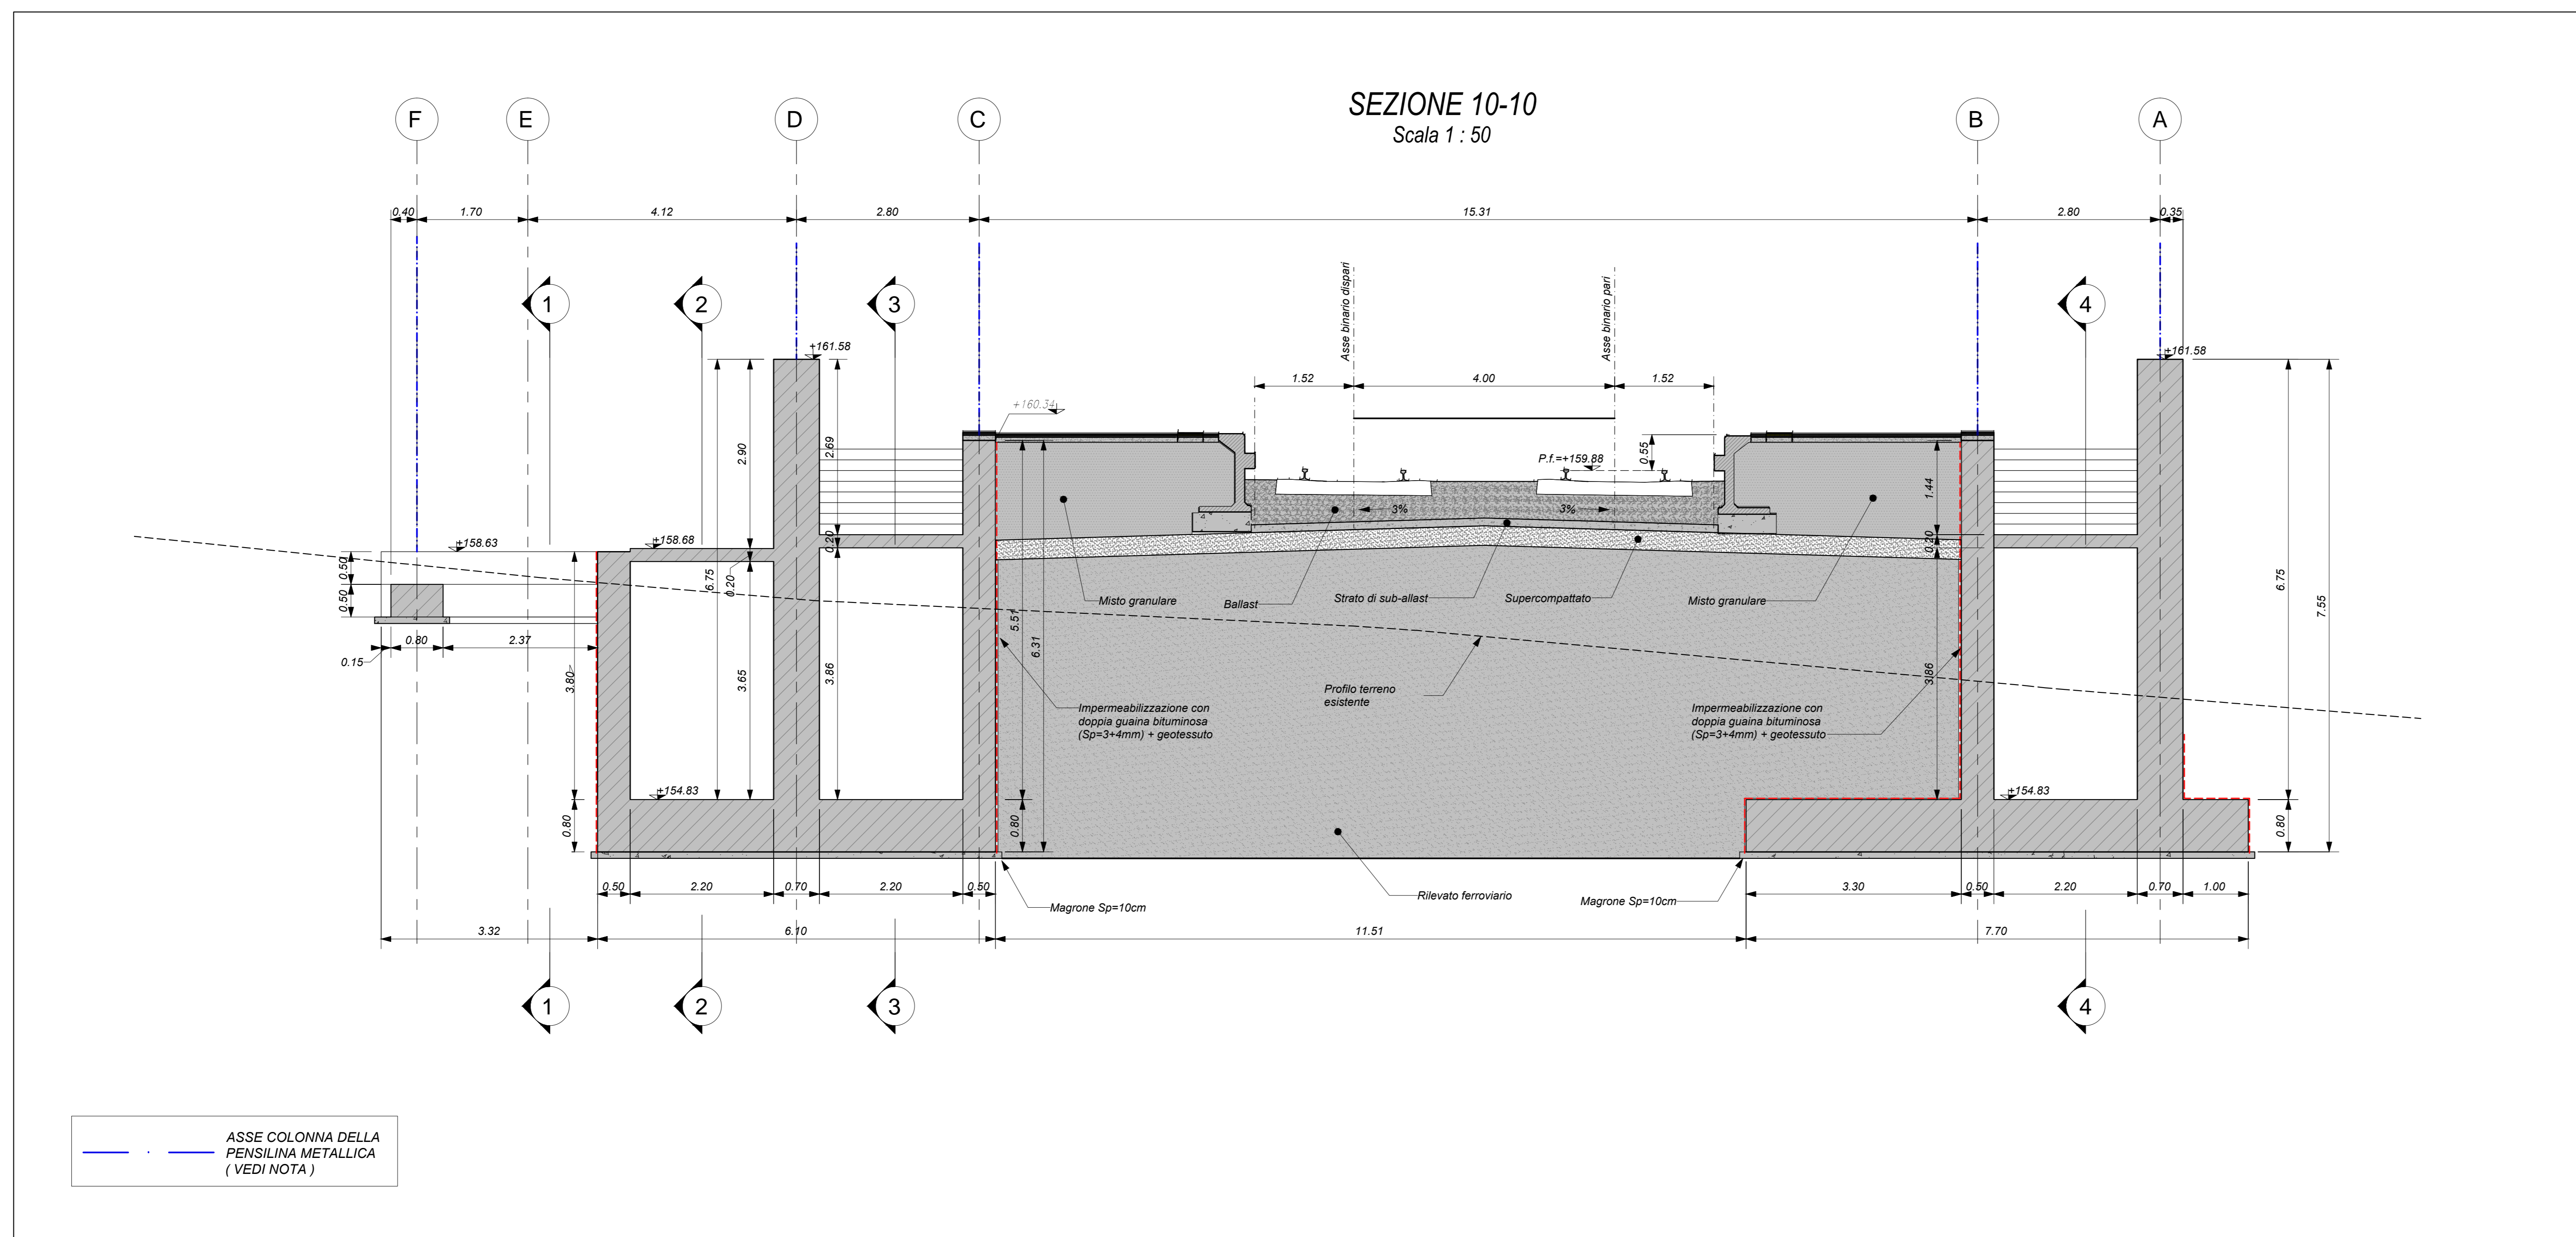 SEZIONE 10-10
Scala 1 : 50
F E D C B A
0.40 1.70 4.12 2.80 15.31 2.80 0.35
Asse binario dispari
Asse binario pari
1 2 3 4
+161.58
+161.58
1.52 4.00 1.52
+160.34
0.55
P.f.=+159.88
2.90
2.69
1.44
3% 3%
+158.63
+158.68
0.20
0.20
0.20
0.50
0.50
6.75
6.75
7.55
Misto granulare
Ballast
Strato di sub-allast
Supercompattato
Misto granulare
5.51
6.31
0.80 2.37
0.15
3.80
3.65
3.86
3.86
Profilo terreno
esistente
Impermeabilizzazione con
doppia guaina bituminosa
(Sp=3+4mm) + geotessuto
Impermeabilizzazione con
doppia guaina bituminosa
(Sp=3+4mm) + geotessuto
+154.83
+154.83
0.80
0.80
0.80
0.50 2.20 0.70 2.20 0.50
3.30 0.50 2.20 0.70 1.00
Magrone Sp=10cm
Rilevato ferroviario
Magrone Sp=10cm
3.32 6.10 11.51 7.70
1 2 3 4
ASSE COLONNA DELLA
PENSILINA METALLICA
( VEDI NOTA )